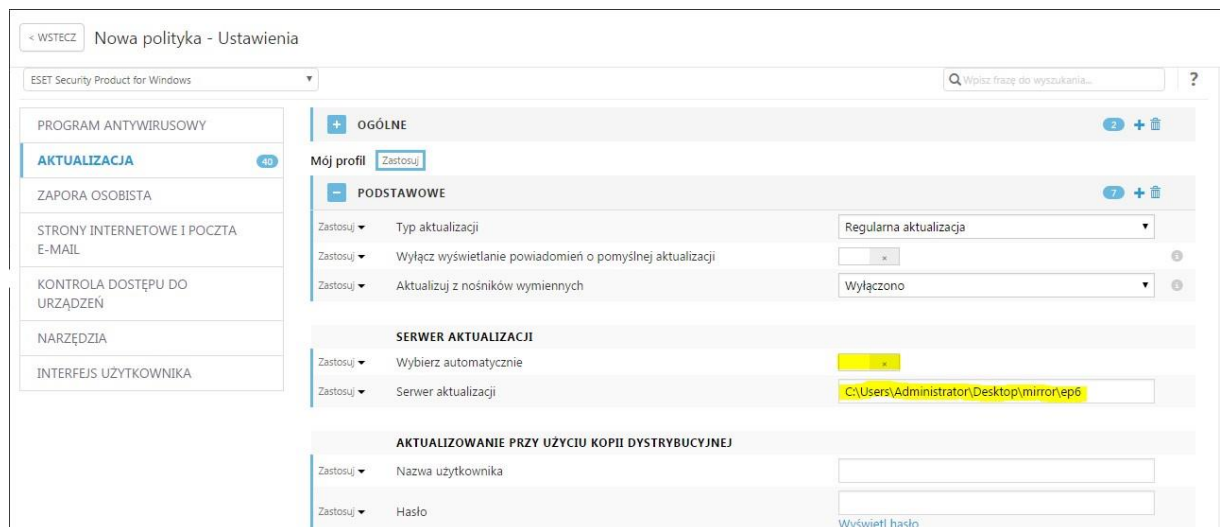 < WSTECZ Nowa polityka - Ustawienia
ESET Security Product for Windows
Wpisz frazę do wyszukania...
?
PROGRAM ANTYWIRUSOWY
AKTUALIZACJA 40
ZAPORA OSOBISTA
STRONY INTERNETOWE I POCZTA
E-MAIL
KONTROLA DOSTĘPU DO
URZĄDZEŃ
NARZĘDZIA
INTERFEJS UŻYTKOWNIKA
OGÓLNE 2
Mój profil Zastosuj
PODSTAWOWE 7
Zastosuj Typ aktualizacji Regularna aktualizacja
Zastosuj Wyłącz wyświetlanie powiadomień o pomyślnej aktualizacji
Zastosuj Aktualizuj z nośników wymiennych Wyłączono
SERWER AKTUALIZACJI
Zastosuj Wybierz automatycznie
Zastosuj Serwer aktualizacji C:\Users\Administrator\Desktop\mirror\ep6
AKTUALIZOWANIE PRZY UŻYCIU KOPII DYSTRYBUCYJNEJ
Zastosuj Nazwa użytkownika
Zastosuj Hasło
Wyświetl hasło